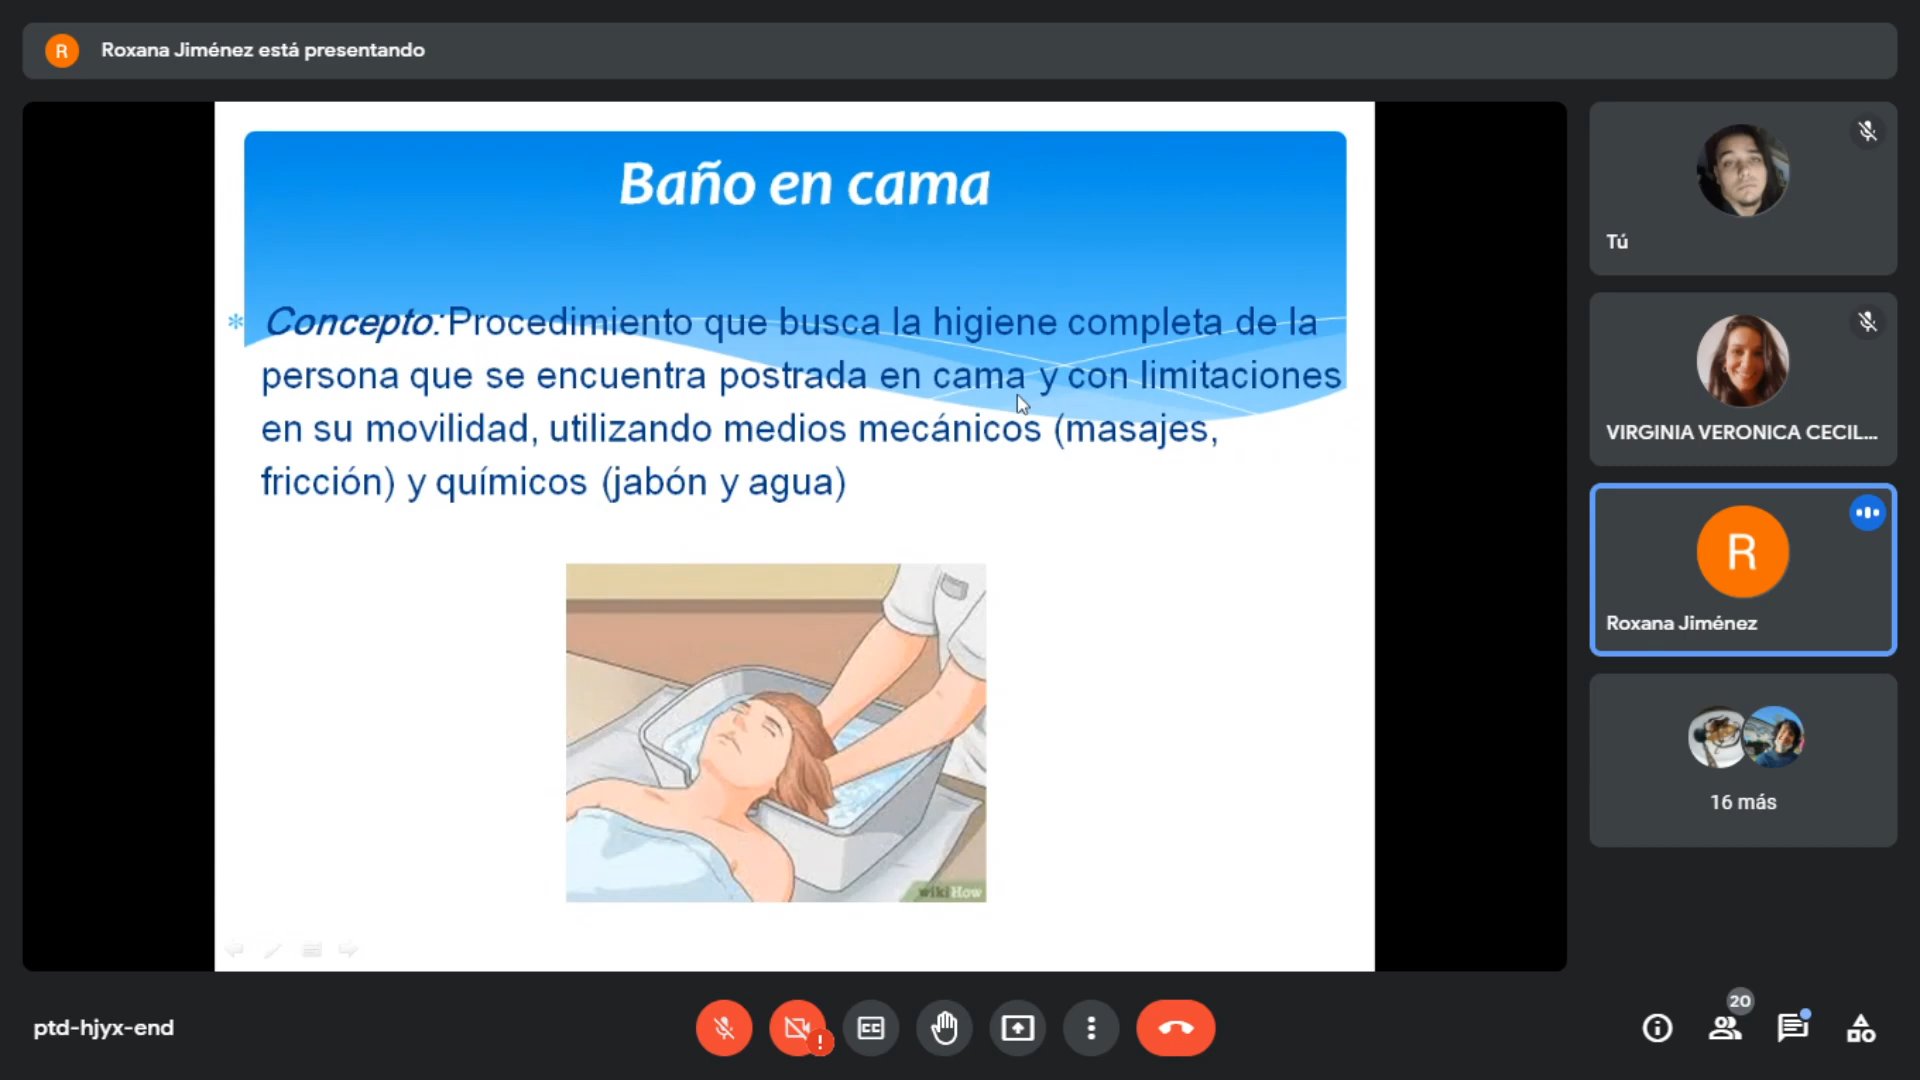 R Roxana Jiménez está presentando
Baño en cama
* Concepto: Procedimiento que busca la higiene completa de la
persona que se encuentra postrada en cama y con limitaciones
en su movilidad, utilizando medios mecánicos (masajes,
fricción) y químicos (jabón y agua)
wikiHow
Tú
VIRGINIA VERONICA CECIL...
R
Roxana Jiménez
16 más
ptd-hjyx-end
CC
!
20